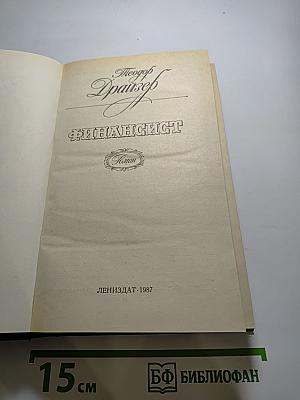 Теодор
Драйзер
ФИНАНСИСТ
Роман
ЛЕНИЗДАТ·1987
15 см
БФ БИБЛИОФАН